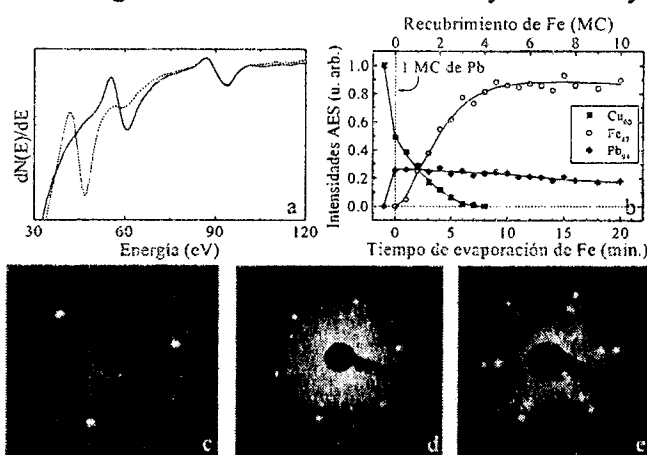 Recubrimiento de Fe (MC)
0 2 4 6 8 10
dN(E)/dE
a
30 60 90 120
Energía (eV)
Intensidades AES (u. arb.)
1.0
0.8
0.6
0.4
0.2
0.0
1 MC de Pb
Cu₆₀
Fe₄₇
Pb₉₄
b
0 5 10 15 20
Tiempo de evaporación de Fe (min.)
c
d
e